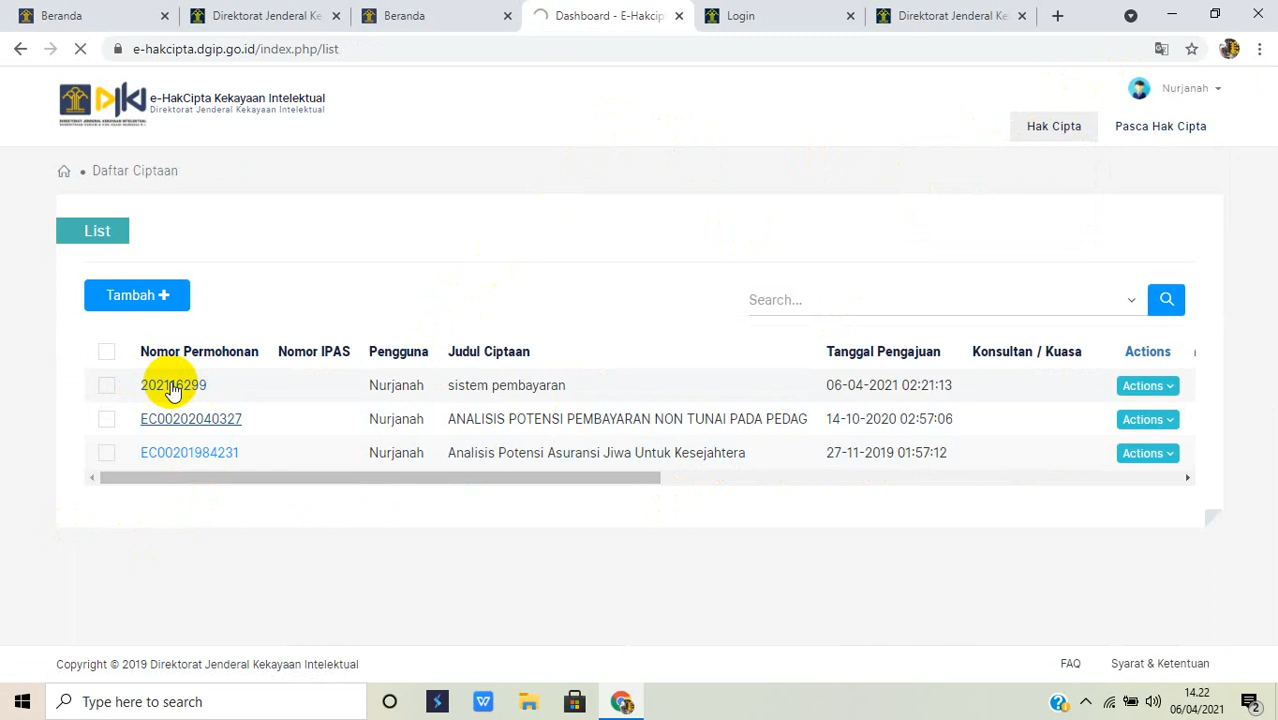 Beranda
Direktorat Jenderal Ke
Beranda
Dashboard - E-Hakcip
Login
Direktorat Jenderal Ke
e-hakcipta.dgip.go.id/index.php/list
e-HakCipta Kekayaan Intelektual
Direktorat Jenderal Kekayaan Intelektual
Nurjanah
Hak Cipta
Pasca Hak Cipta
Daftar Ciptaan
List
Tambah
Search...
Nomor Permohonan Nomor IPAS Pengguna Judul Ciptaan Tanggal Pengajuan Konsultan / Kuasa Actions
202116299 Nurjanah sistem pembayaran 06-04-2021 02:21:13 Actions
EC00202040327 Nurjanah ANALISIS POTENSI PEMBAYARAN NON TUNAI PADA PEDAG 14-10-2020 02:57:06 Actions
EC00201984231 Nurjanah Analisis Potensi Asuransi Jiwa Untuk Kesejahtera 27-11-2019 01:57:12 Actions
Copyright © 2019 Direktorat Jenderal Kekayaan Intelektual
FAQ
Syarat & Ketentuan
Type here to search
14.22
06/04/2021
2